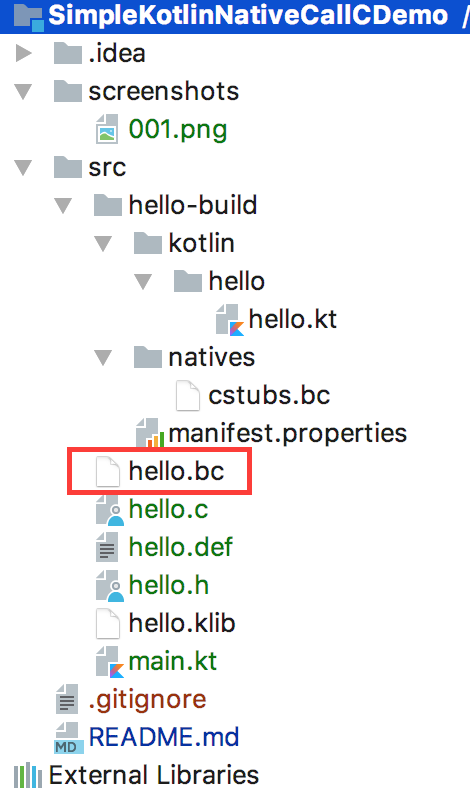 SimpleKotlinNativeCallCDemo /
.idea
screenshots
001.png
src
hello-build
kotlin
hello
hello.kt
natives
cstubs.bc
manifest.properties
hello.bc
hello.c
hello.def
hello.h
hello.klib
main.kt
.gitignore
MD README.md
External Libraries